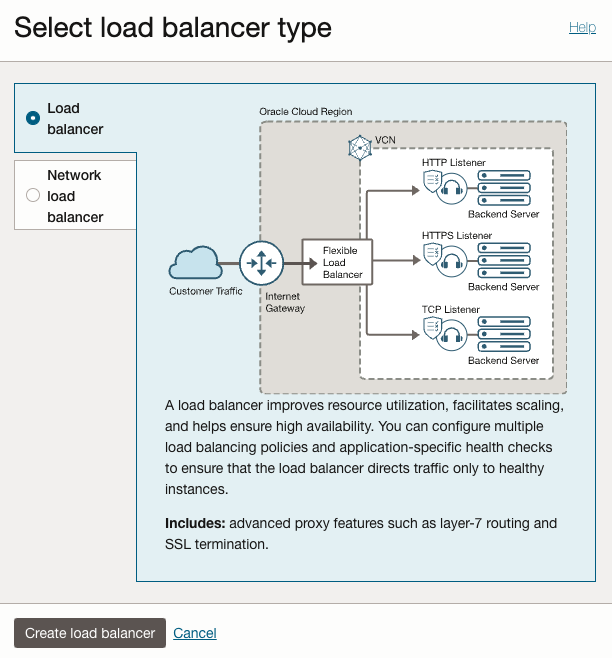 Select load balancer type
Help
Load
balancer
Network
load
balancer
Oracle Cloud Region
VCN
HTTP Listener
Backend Server
HTTPS Listener
Backend Server
Flexible
Load
Balancer
Customer Traffic
Internet
Gateway
TCP Listener
Backend Server
A load balancer improves resource utilization, facilitates scaling,
and helps ensure high availability. You can configure multiple
load balancing policies and application-specific health checks
to ensure that the load balancer directs traffic only to healthy
instances.
Includes: advanced proxy features such as layer-7 routing and
SSL termination.
Create load balancer
Cancel